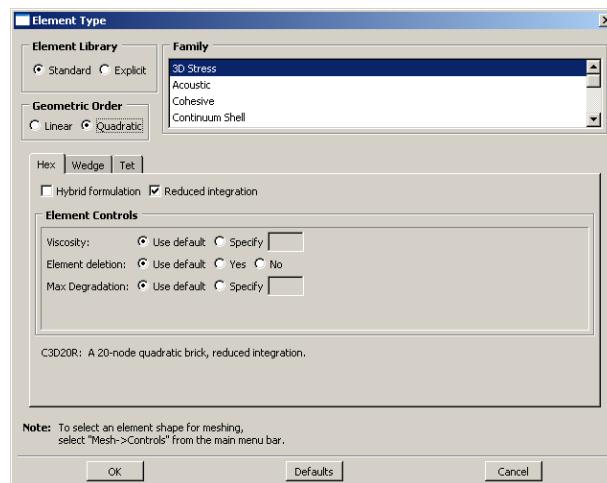 Element Type
Element Library
Standard Explicit
Family
3D Stress
Acoustic
Cohesive
Continuum Shell
Geometric Order
Linear Quadratic
Hex Wedge Tet
Hybrid formulation Reduced integration
Element Controls
Viscosity: Use default Specify
Element deletion: Use default Yes No
Max Degradation: Use default Specify
C3D20R: A 20-node quadratic brick, reduced integration.
Note: To select an element shape for meshing,
select "Mesh->Controls" from the main menu bar.
OK Defaults Cancel